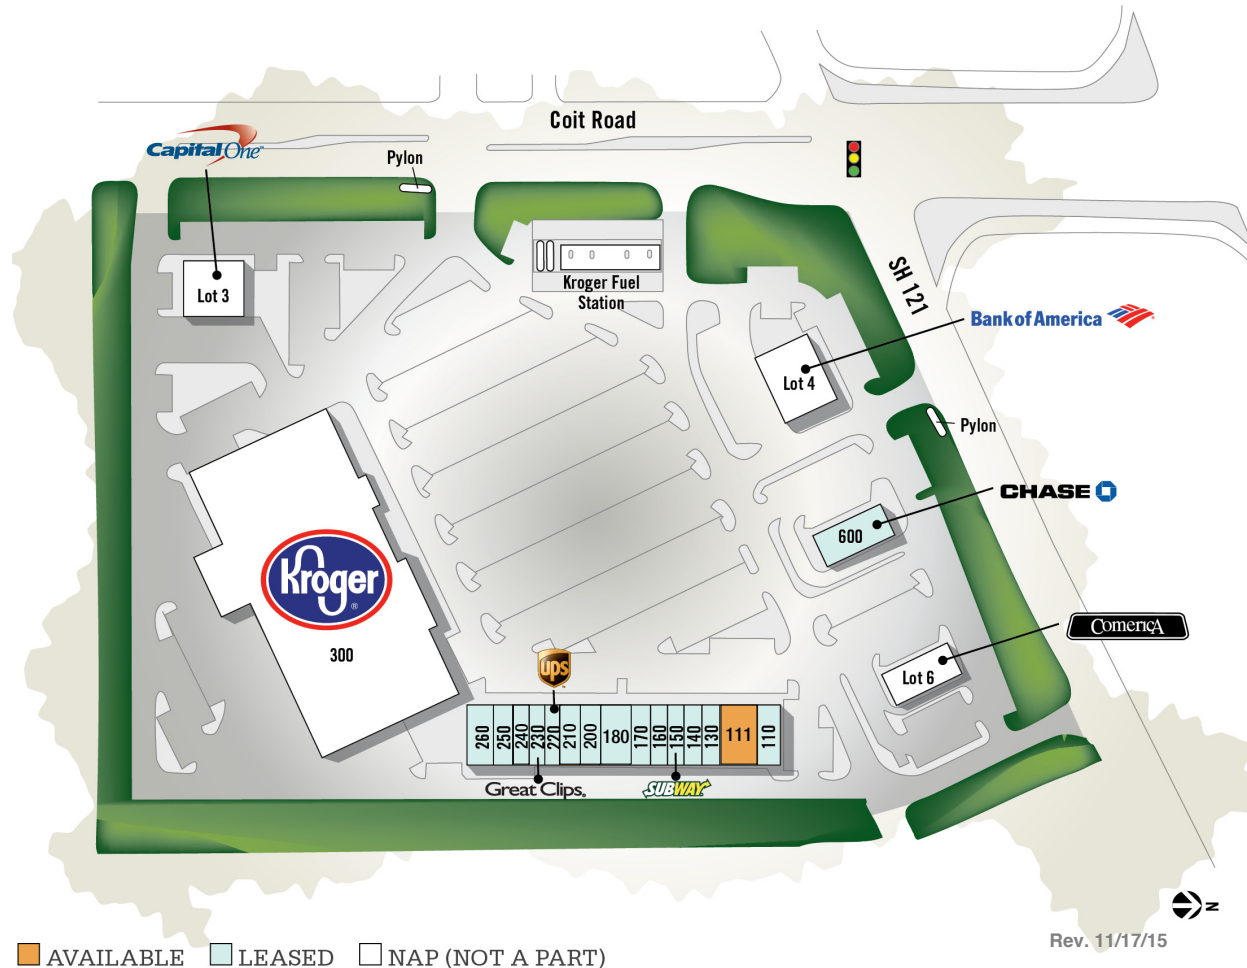 Coit Road
Capital One
Pylon
SH 121
Kroger Fuel
Station
Lot 3
Bank of America
Lot 4
Pylon
CHASE
600
Kroger
®
300
COMERICA
Lot 6
ups
260
250
240
230
220
210
200
180
170
160
150
140
130
111
110
Great Clips®
SUBWAY
N
Rev. 11/17/15
AVAILABLE
LEASED
NAP (NOT A PART)